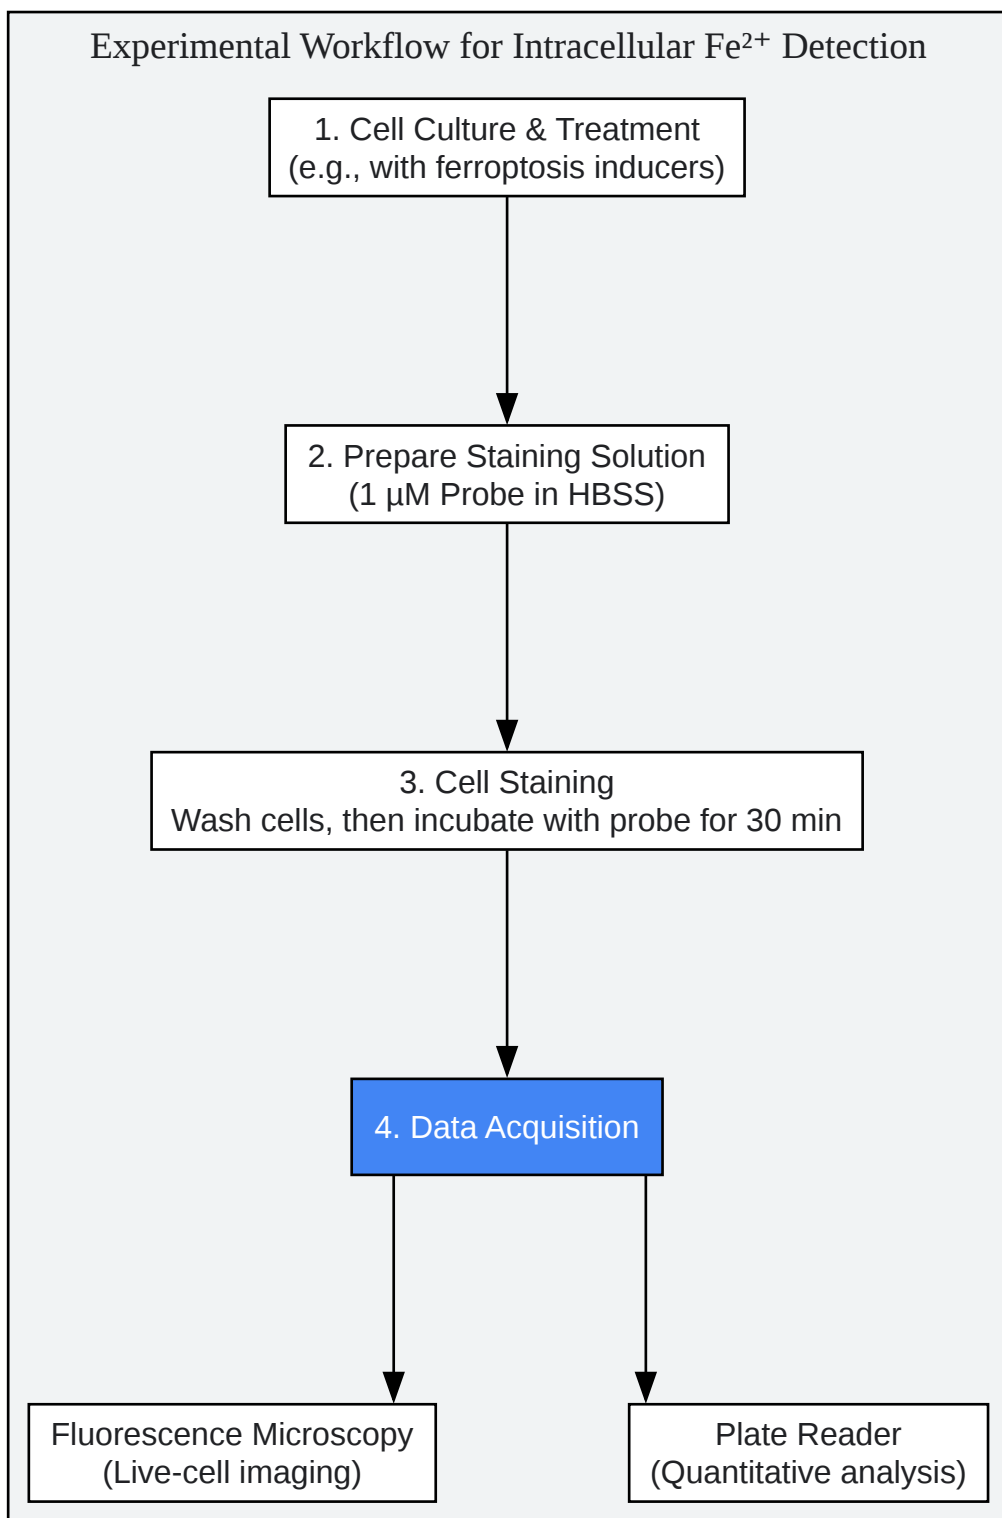 Experimental Workflow for Intracellular Fe²⁺ Detection
1. Cell Culture & Treatment
(e.g., with ferroptosis inducers)
2. Prepare Staining Solution
(1 µM Probe in HBSS)
3. Cell Staining
Wash cells, then incubate with probe for 30 min
4. Data Acquisition
Fluorescence Microscopy
(Live-cell imaging)
Plate Reader
(Quantitative analysis)